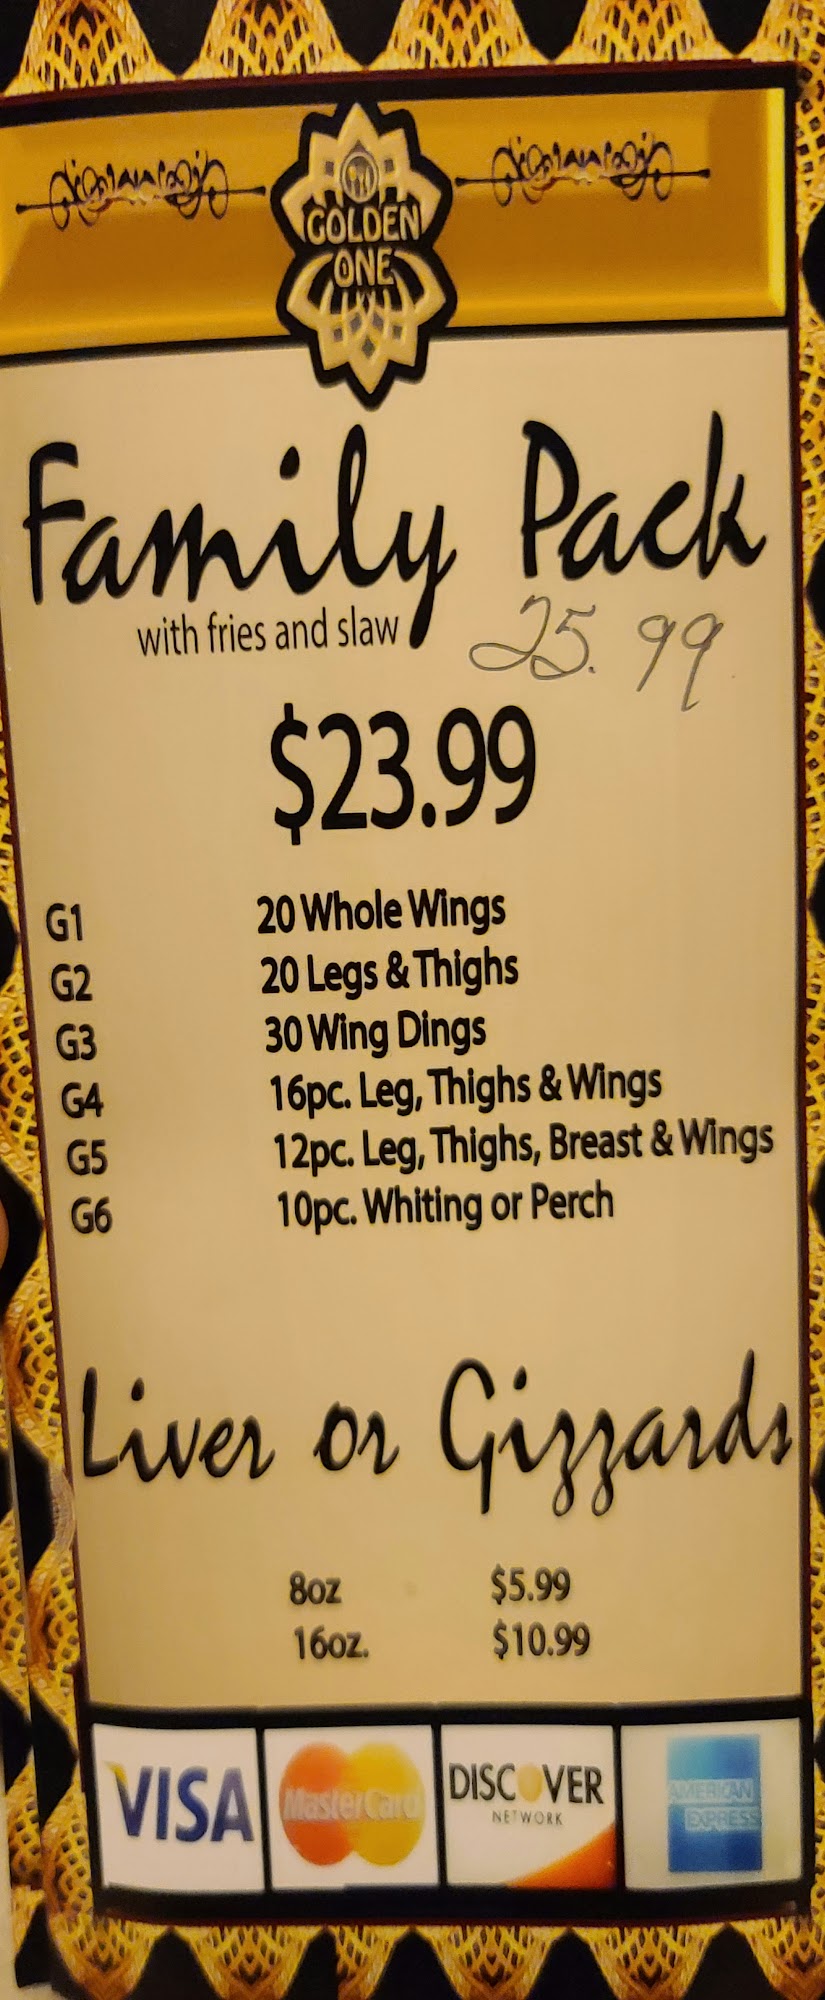 GOLDEN
ONE
Family Pack
with fries and slaw
25.99
$23.99
G1 20 Whole Wings
G2 20 Legs & Thighs
G3 30 Wing Dings
G4 16pc. Leg, Thighs & Wings
G5 12pc. Leg, Thighs, Breast & Wings
G6 10pc. Whiting or Perch
Liver or Gizzards
8oz $5.99
16oz. $10.99
VISA
MasterCard
DISCOVER
NETWORK
AMERICAN
EXPRESS